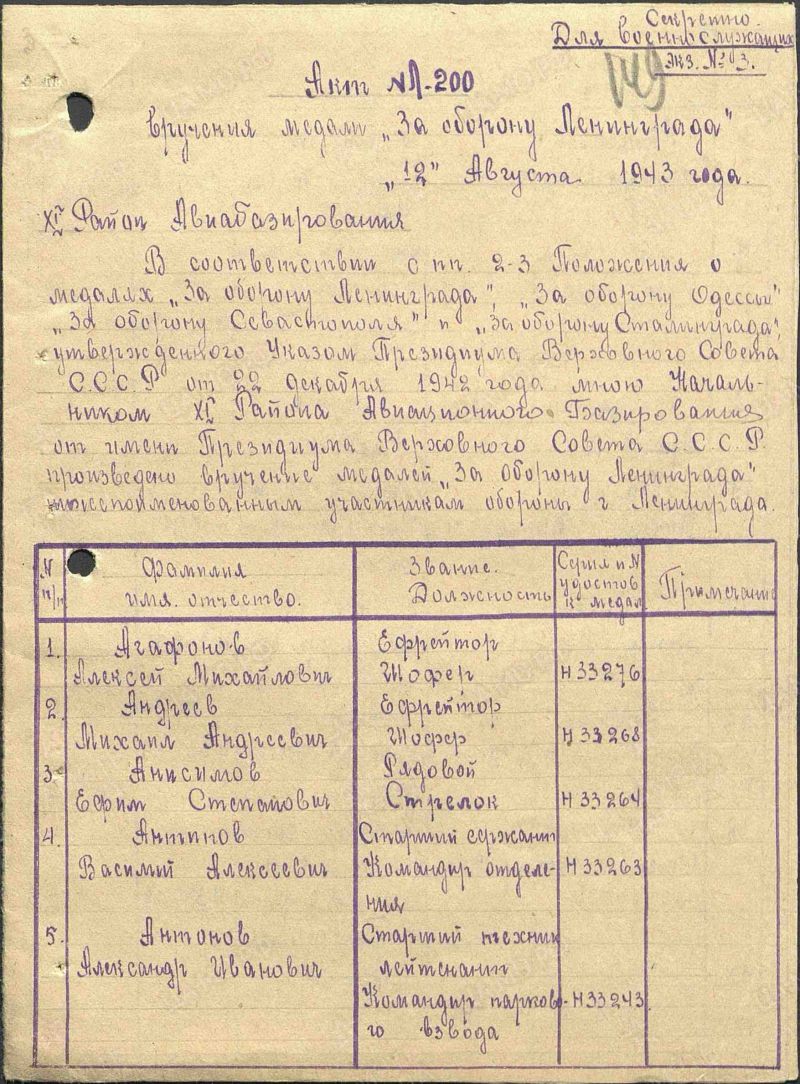 Секретно.
Для военнослужащих
Экз. № 3.
149
Акт № Л-200
вручения медали „За оборону Ленинграда"
„12" Августа 1943 года.
XI Район Авиабазирования
В соответствии с пп. 2-3 Положения о
медалях „За оборону Ленинграда", „За оборону Одессы"
„За оборону Севастополя" и „За оборону Сталинграда",
утвержденного Указом Президиума Верховного Совета
С.С.С.Р от 22 декабря 1942 года мною Началь-
ником XI Района Авиационного Базирования
от имени Президиума Верховного Совета С.С.С.Р.
произведено вручение медалей „За оборону Ленинграда"
нижепоименованным участникам обороны г Ленинграда.
N п/п Фамилия имя. отчество. Звание. Должность Серия и N удостов к медал Примечание
1. Агафонов Ефрейтор
Алексей Михайлович Шофер Н 33276
2. Андреев Ефрейтор
Михаил Андреевич Шофер Н 33268
3. Анисимов Рядовой
Ефим Степанович Стрелок Н 33264
4. Антипов Старший сержант
Василий Алексеевич Командир отделе- Н 33263
ния
5. Антонов Старший техник
Александр Иванович лейтенант
Командир парково- Н 33243
го взвода